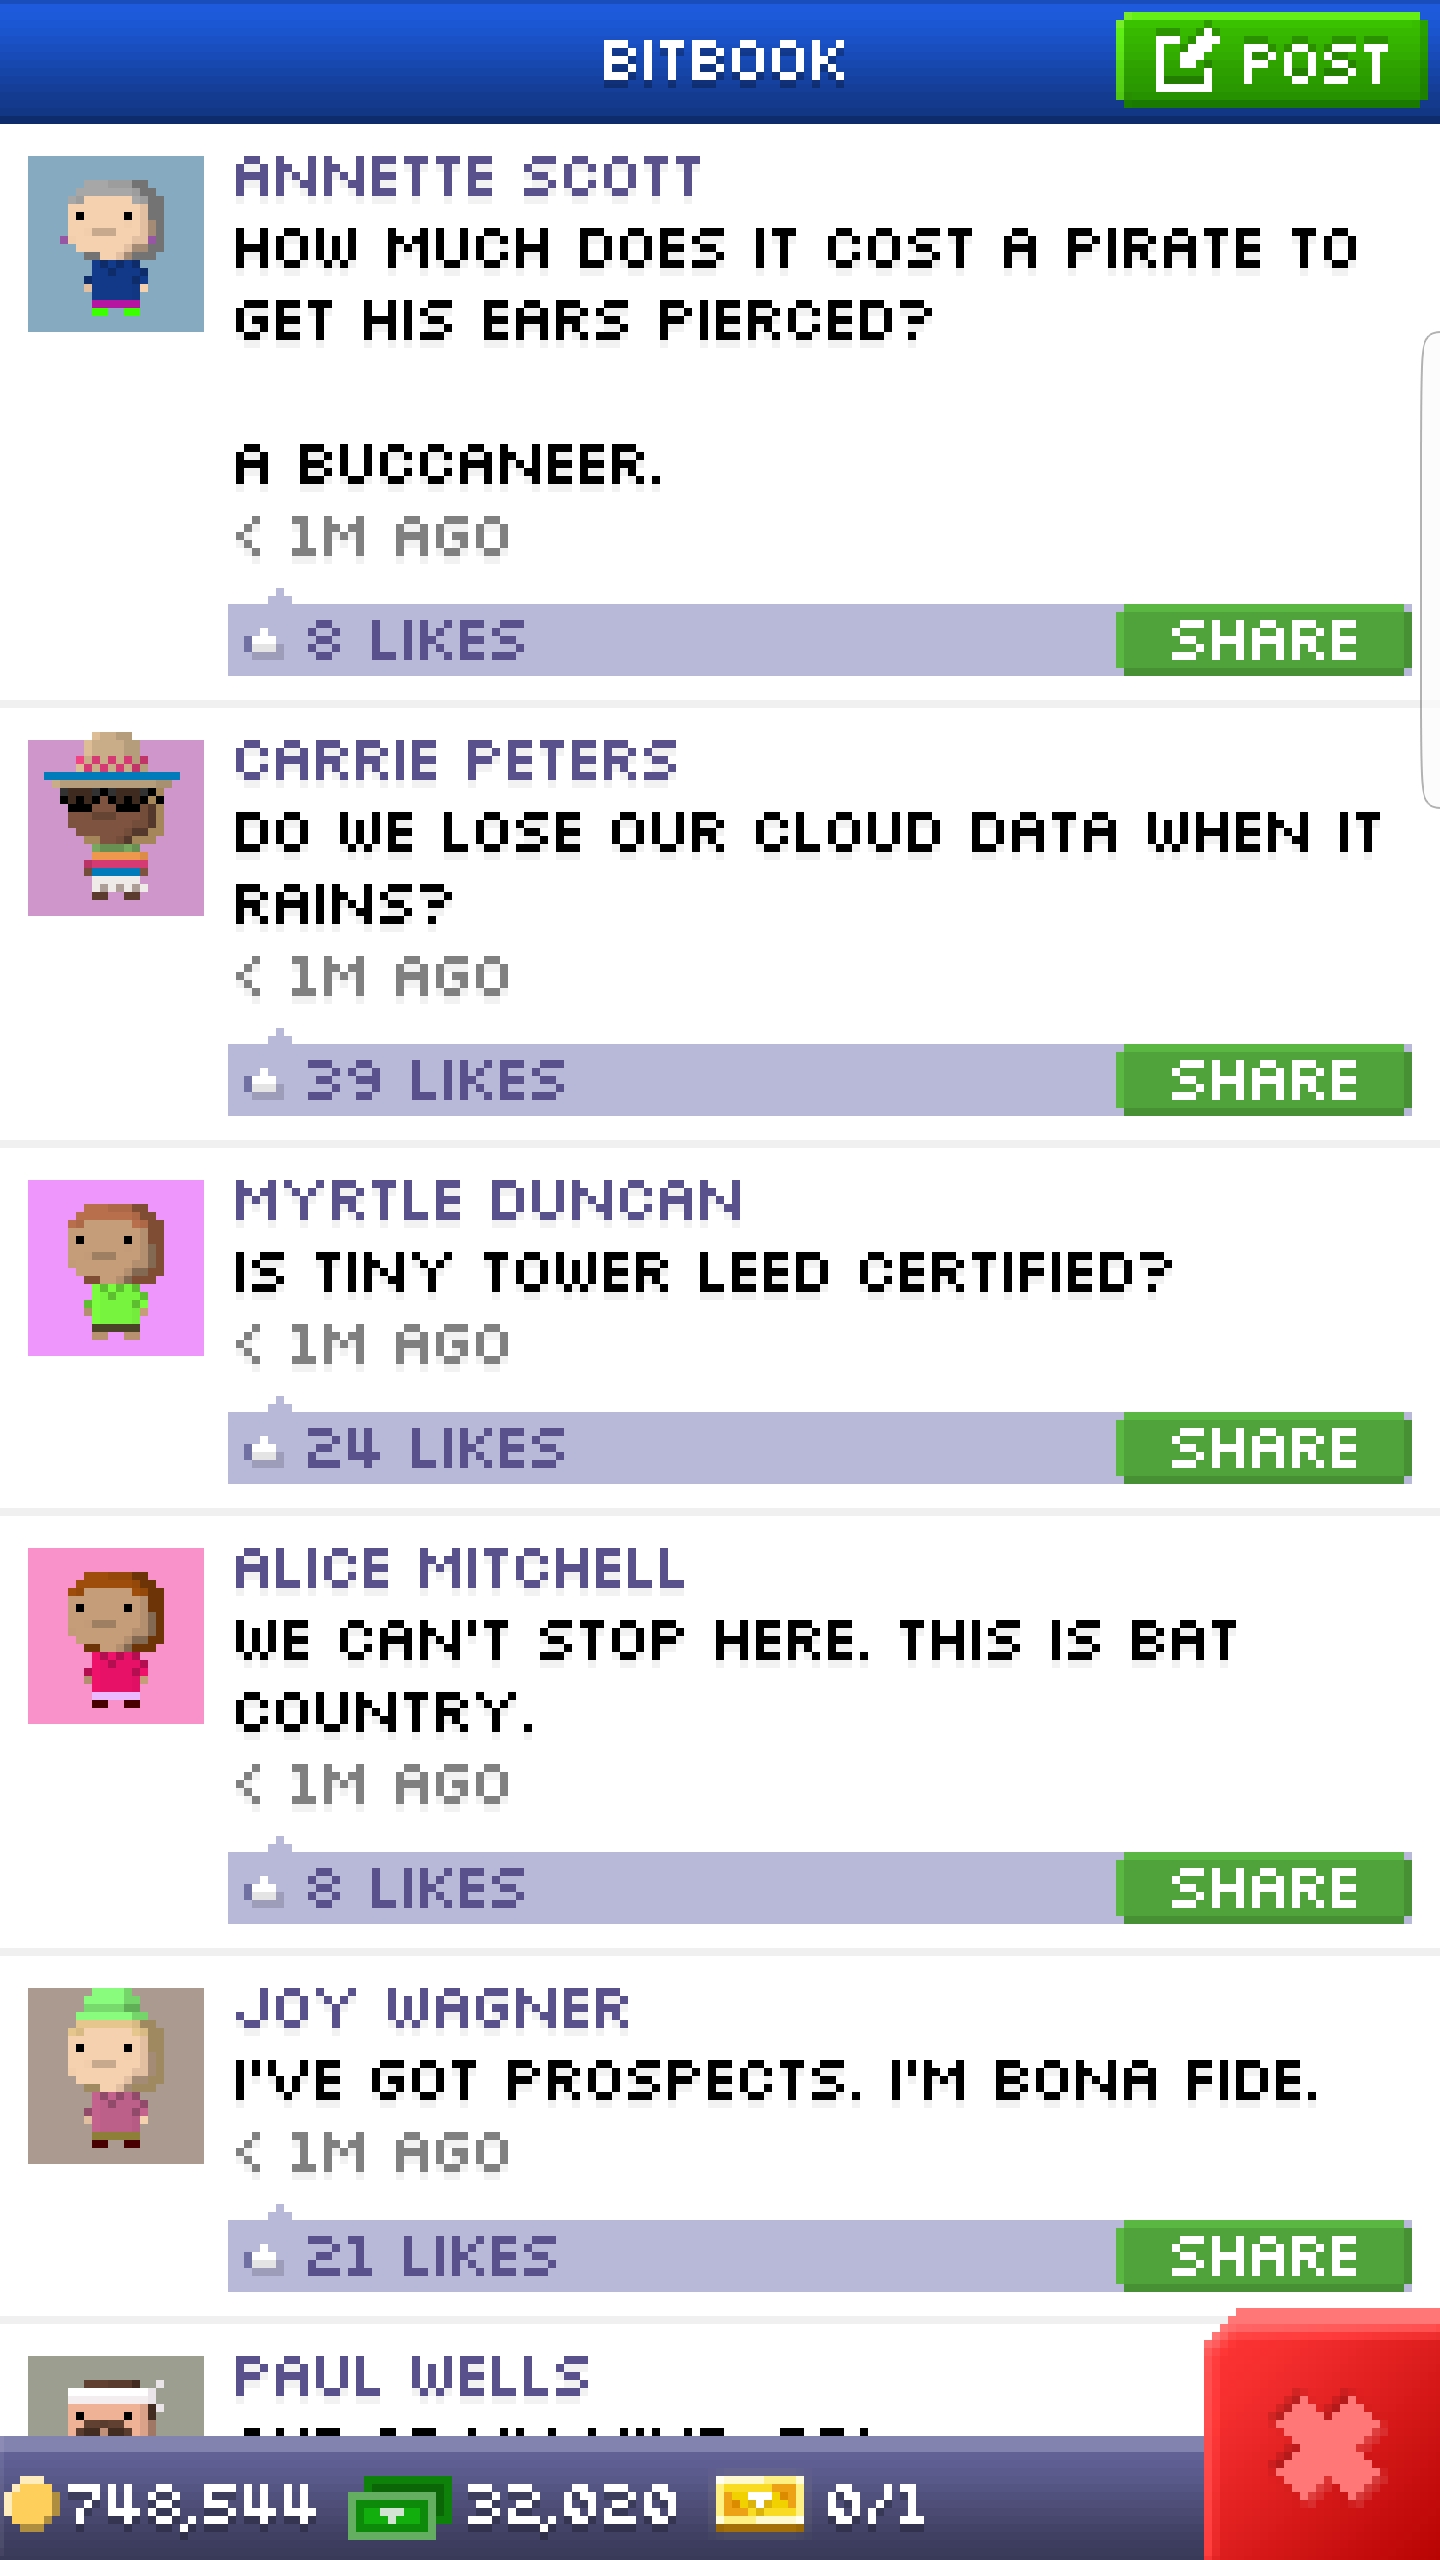 BITBOOK
POST
ANNETTE SCOTT
HOW MUCH DOES IT COST A PIRATE TO
GET HIS EARS PIERCED?
A BUCCANEER.
< 1M AGO
8 LIKES
SHARE
CARRIE PETERS
DO WE LOSE OUR CLOUD DATA WHEN IT
RAINS?
< 1M AGO
39 LIKES
SHARE
MYRTLE DUNCAN
IS TINY TOWER LEED CERTIFIED?
< 1M AGO
24 LIKES
SHARE
ALICE MITCHELL
WE CAN'T STOP HERE. THIS IS BAT
COUNTRY.
< 1M AGO
8 LIKES
SHARE
JOY WAGNER
I'VE GOT PROSPECTS. I'M BONA FIDE.
< 1M AGO
21 LIKES
SHARE
PAUL WELLS
748,544
32,020
0/1